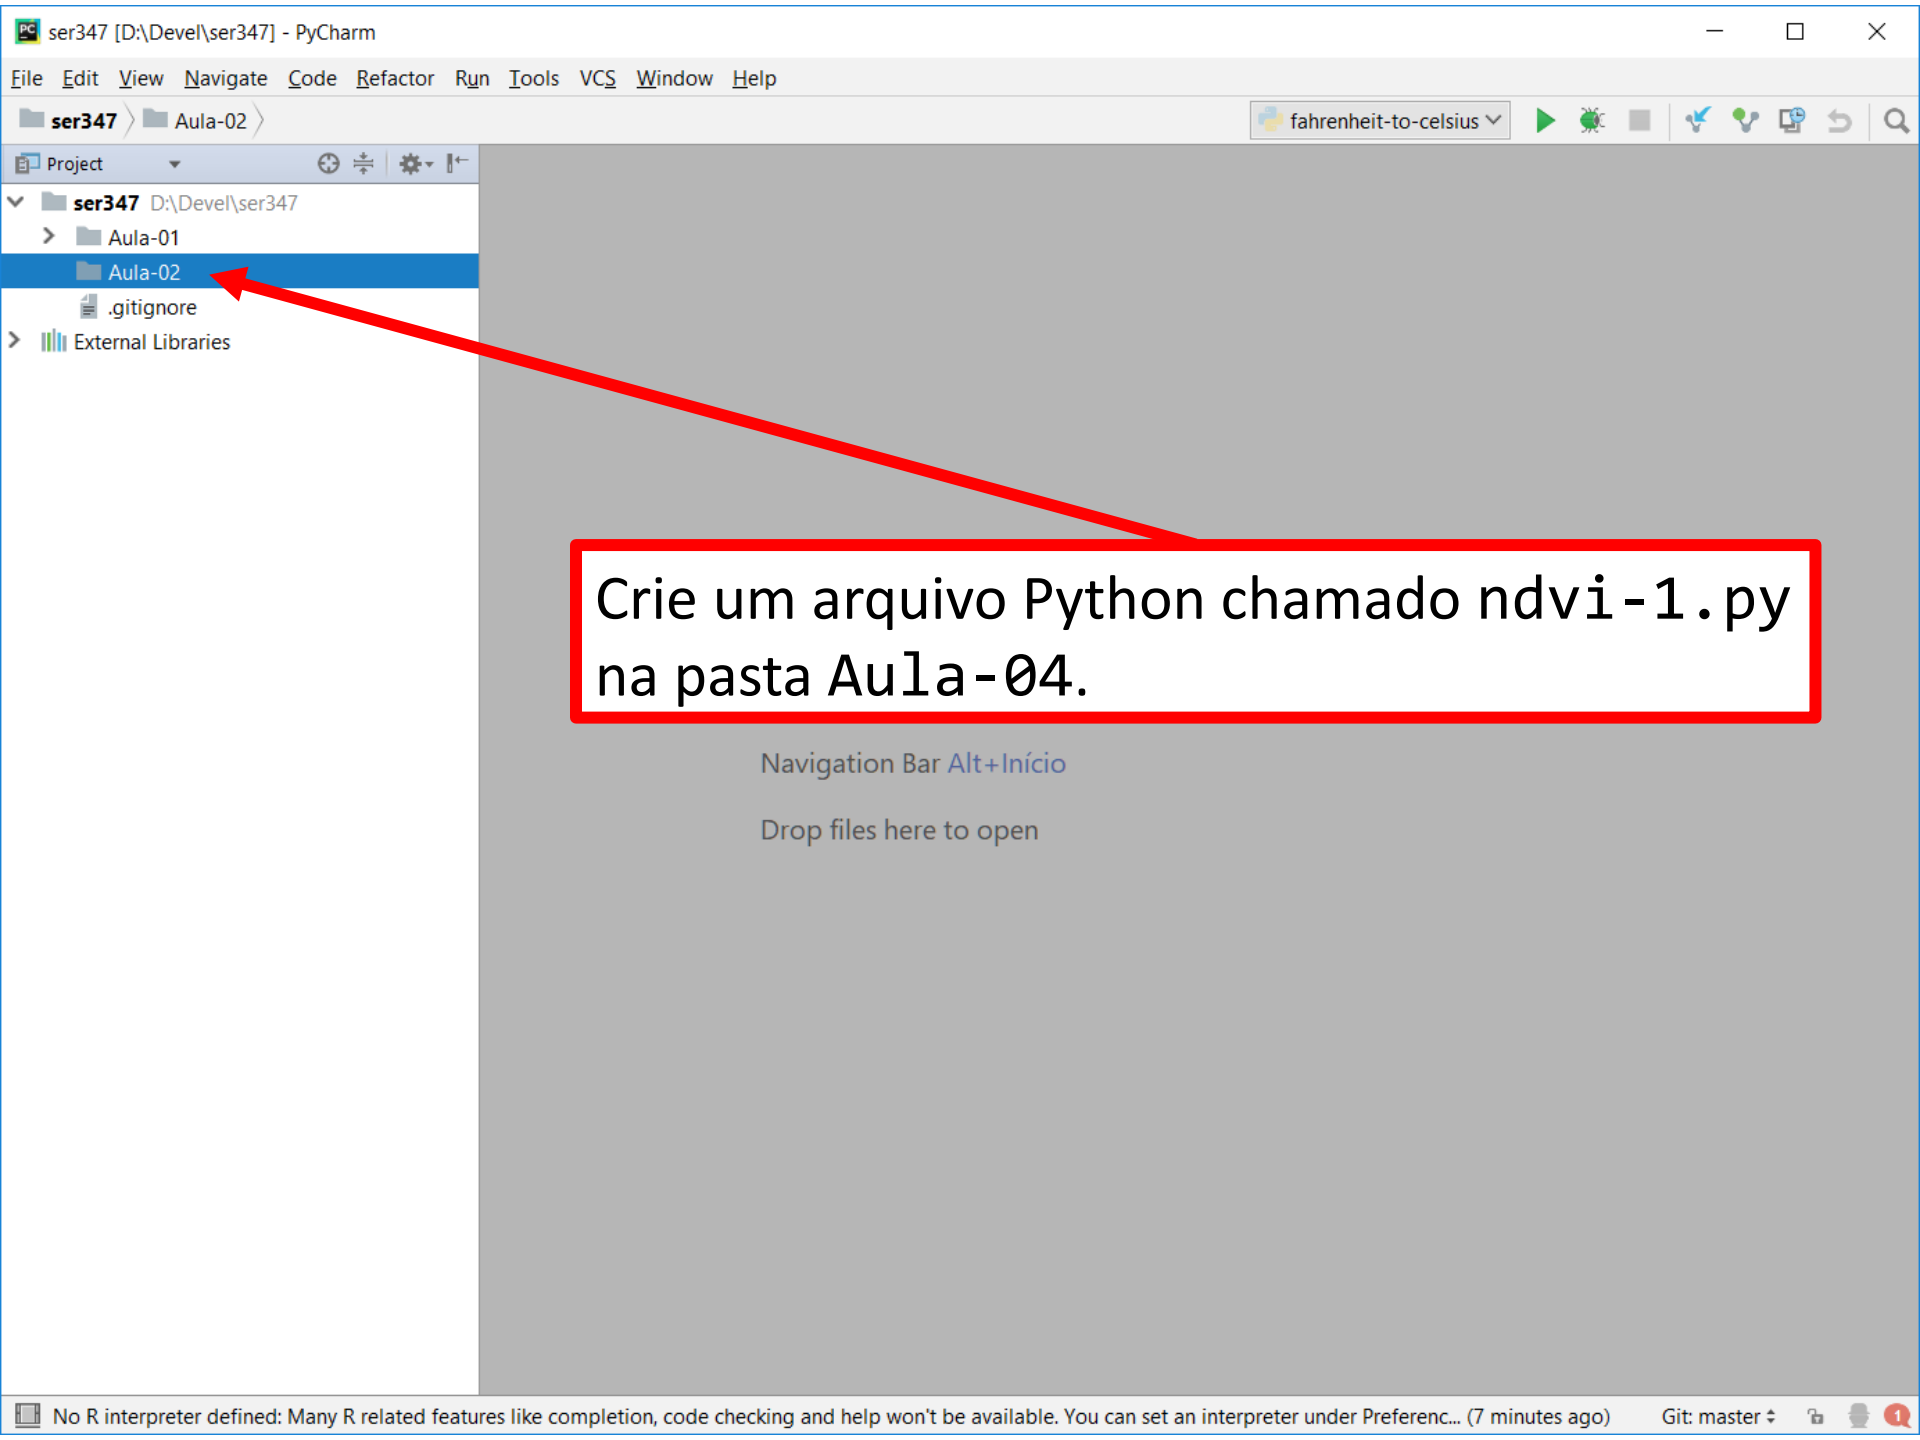 ser347 [D:\Devel\ser347] - PyCharm
File Edit View Navigate Code Refactor Run Tools VCS Window Help
ser347 Aula-02 fahrenheit-to-celsius
Project
ser347 D:\Devel\ser347
Aula-01
Aula-02
.gitignore
External Libraries
Crie um arquivo Python chamado ndvi-1.py
na pasta Aula-04.
Navigation Bar Alt+Início
Drop files here to open
No R interpreter defined: Many R related features like completion, code checking and help won't be available. You can set an interpreter under Preferenc... (7 minutes ago) Git: master 1